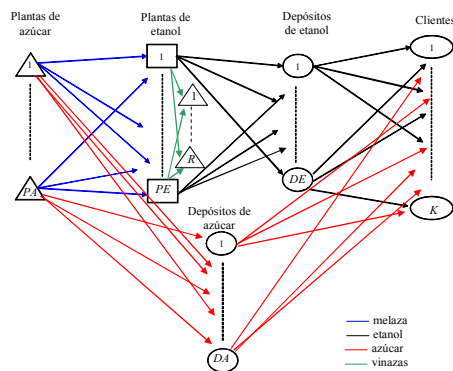 Plantas de
azúcar
Plantas de
etanol
Depósitos
de etanol
Clientes
1
1
1
1
1
R
PA
PE
DE
K
Depósitos de
azúcar
1
DA
melaza
etanol
azúcar
vinazas